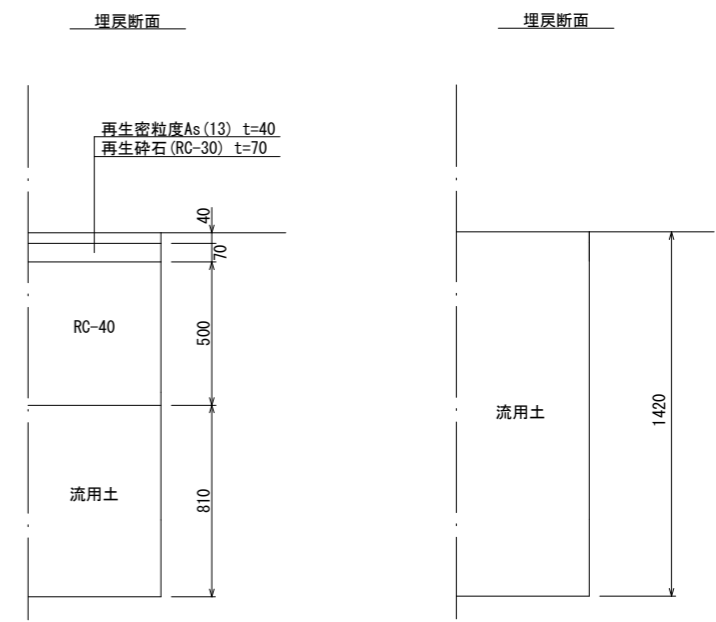 埋戻断面
再生密粒度As(13) t=40
再生砕石(RC-30) t=70
40
70
RC-40
500
流用土
810
埋戻断面
流用土
1420